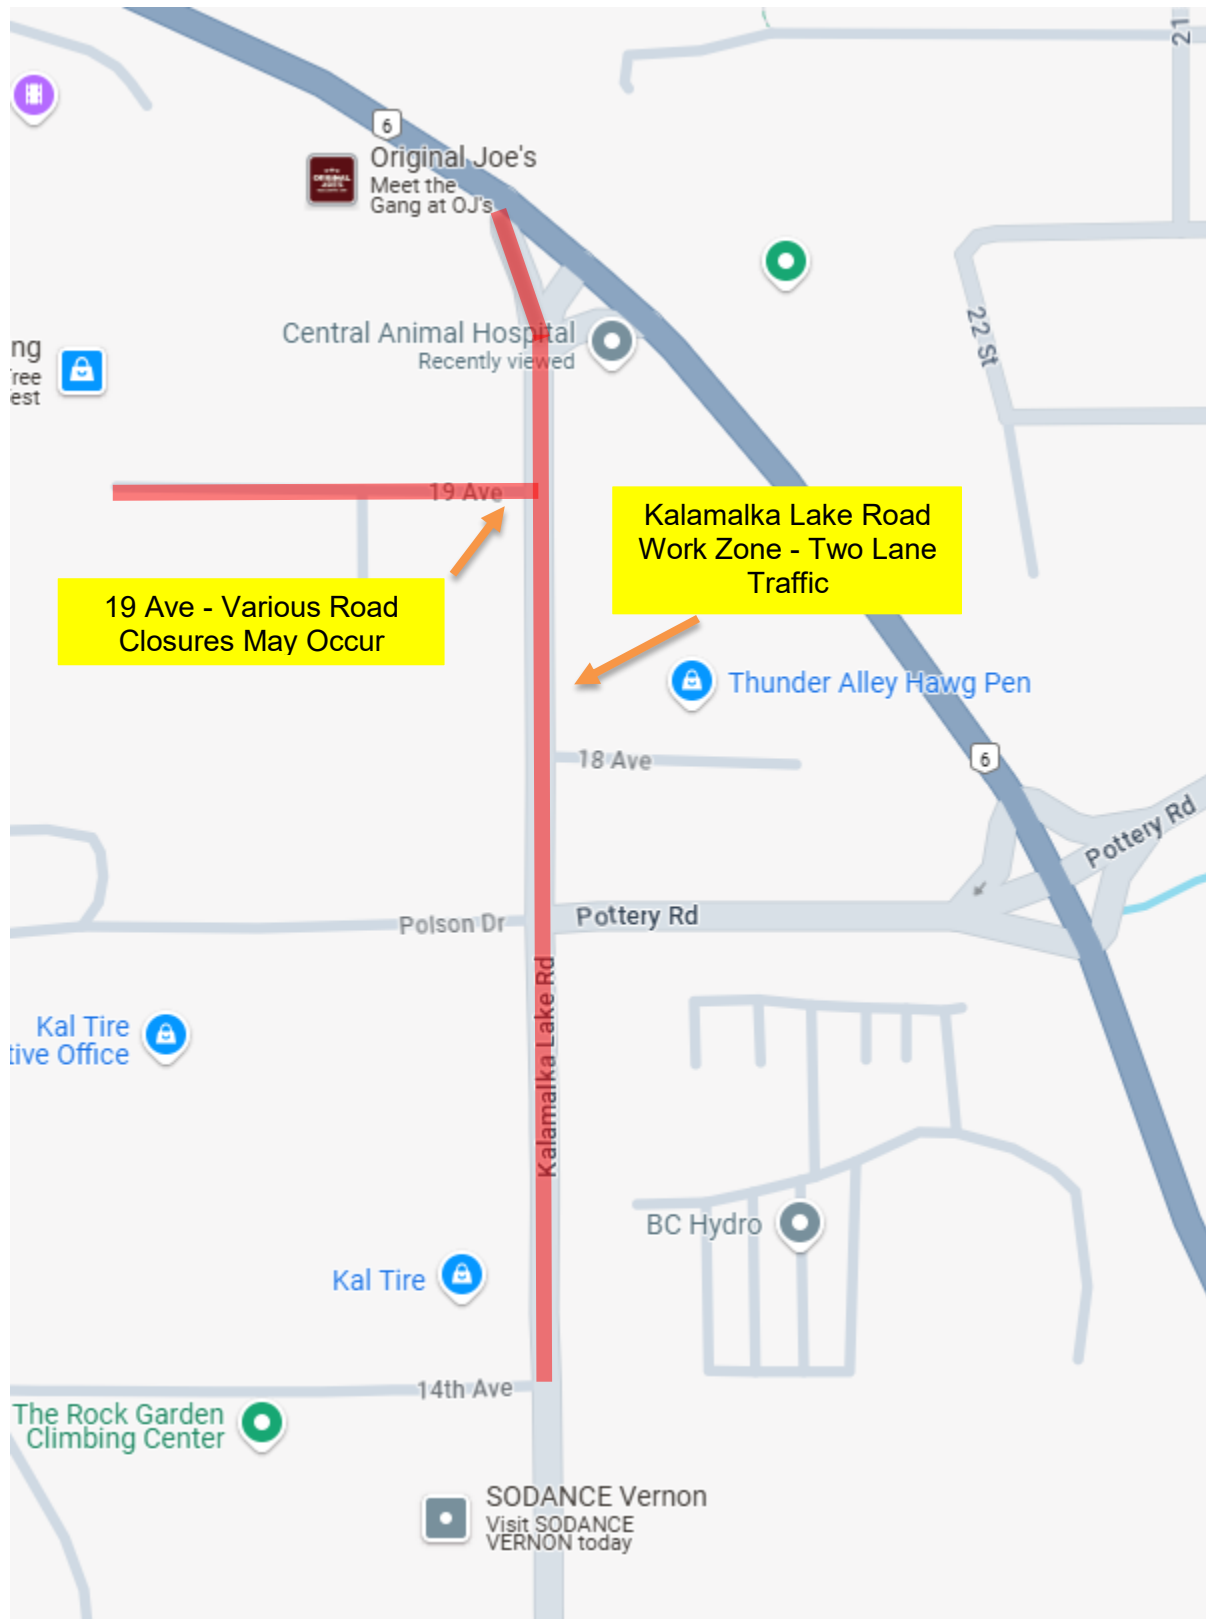 21
6
Original Joe's
Meet the
Gang at OJ's
ORIGINAL
JOE'S
22 St
Central Animal Hospital
Recently viewed
ng
ree
est
19 Ave
Kalamalka Lake Road
Work Zone - Two Lane
Traffic
19 Ave - Various Road
Closures May Occur
Thunder Alley Hawg Pen
18 Ave
6
Pottery Rd
Polson Dr
Pottery Rd
Kalamalka Lake Rd
Kal Tire
tive Office
BC Hydro
Kal Tire
14th Ave
The Rock Garden
Climbing Center
SODANCE Vernon
Visit SODANCE
VERNON today